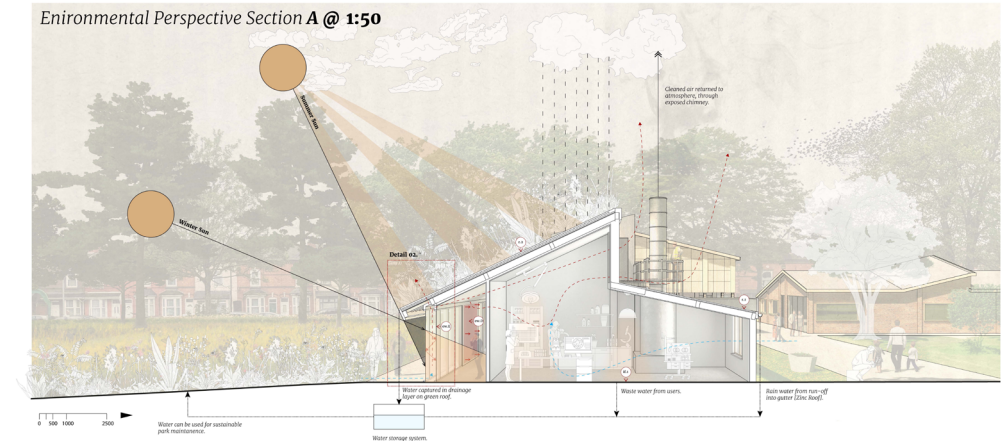 Enironmental Perspective Section A @ 1:50
Summer Sun
Winter Sun
Cleaned air returned to
atmosphere, through
exposed chimney.
Detail 02.
Water captured in drainage
layer on green roof.
Waste water from users.
Rain water from run-off
into gutter [Zinc Roof].
0 500 1000 2500
Water can be used for sustainable
park maintanence.
Water storage system.